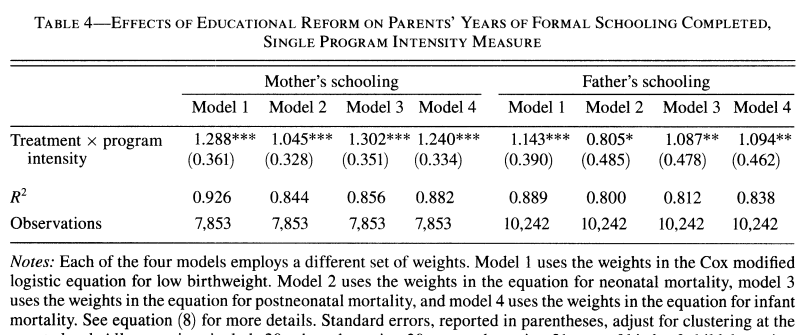 TABLE 4—EFFECTS OF EDUCATIONAL REFORM ON PARENTS' YEARS OF FORMAL SCHOOLING COMPLETED,
SINGLE PROGRAM INTENSITY MEASURE
Mother's schooling Father's schooling
Model 1 Model 2 Model 3 Model 4 Model 1 Model 2 Model 3 Model 4
Treatment × program 1.288*** 1.045*** 1.302*** 1.240*** 1.143*** 0.805* 1.087** 1.094**
intensity (0.361) (0.328) (0.351) (0.334) (0.390) (0.485) (0.478) (0.462)
R² 0.926 0.844 0.856 0.882 0.889 0.800 0.812 0.838
Observations 7,853 7,853 7,853 7,853 10,242 10,242 10,242 10,242
Notes: Each of the four models employs a different set of weights. Model 1 uses the weights in the Cox modified
logistic equation for low birthweight. Model 2 uses the weights in the equation for neonatal mortality, model 3
uses the weights in the equation for postneonatal mortality, and model 4 uses the weights in the equation for infant
mortality. See equation (8) for more details. Standard errors, reported in parentheses, adjust for clustering at the